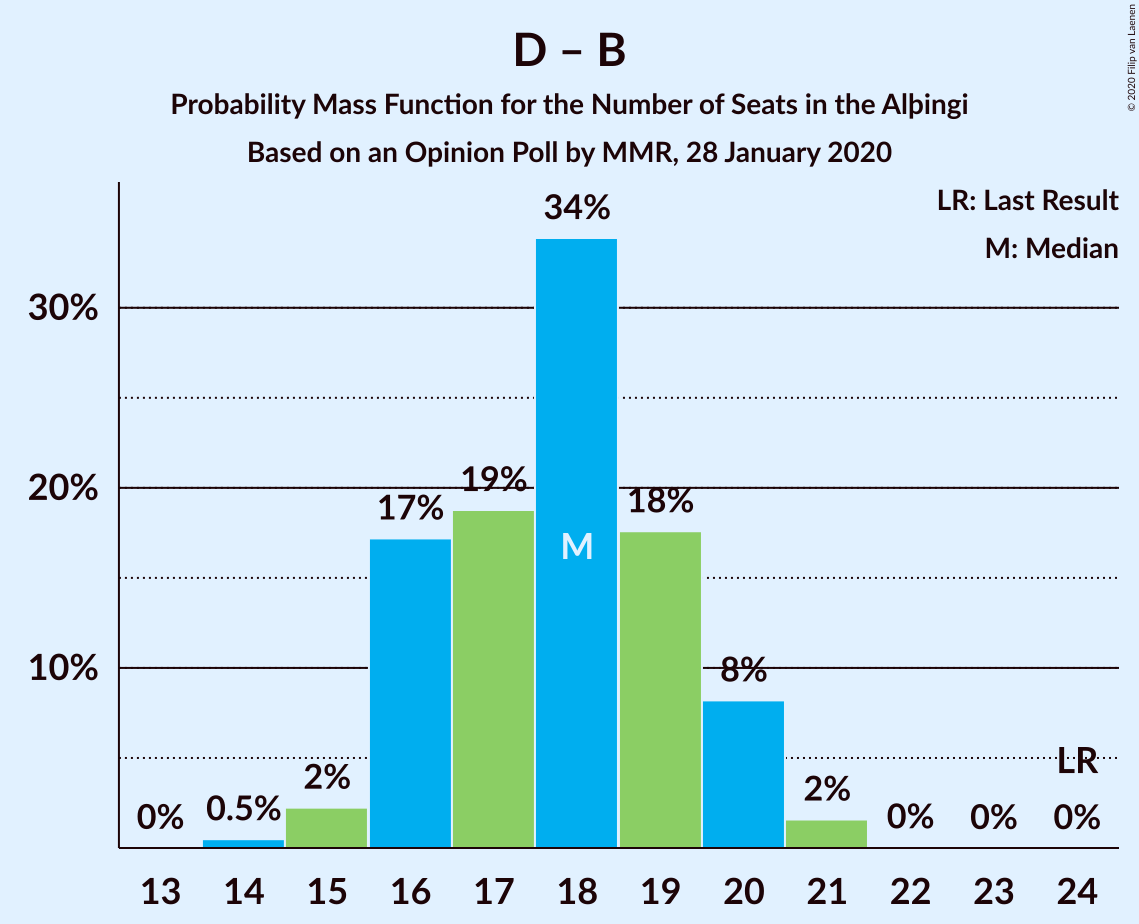 D – B
Probability Mass Function for the Number of Seats in the Alþingi
Based on an Opinion Poll by MMR, 28 January 2020
© 2020 Filip van Laenen
LR: Last Result
M: Median
34%
30%
20%
19%
17%
18%
M
10%
8%
LR
2%
2%
0%
0.5%
0%
0%
0%
13 14 15 16 17 18 19 20 21 22 23 24